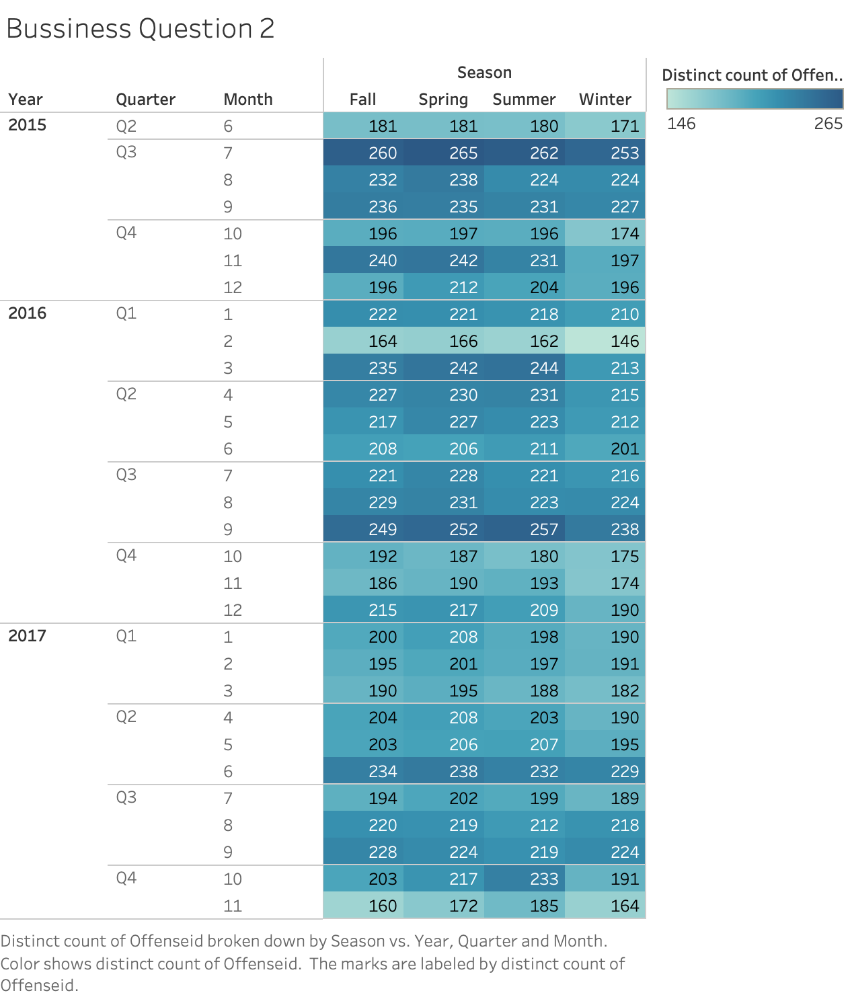 Bussiness Question 2
Season
Distinct count of Offen..
Year Quarter Month Fall Spring Summer Winter
146 265
2015 Q2 6 181 181 180 171
Q3 7 260 265 262 253
8 232 238 224 224
9 236 235 231 227
Q4 10 196 197 196 174
11 240 242 231 197
12 196 212 204 196
2016 Q1 1 222 221 218 210
2 164 166 162 146
3 235 242 244 213
Q2 4 227 230 231 215
5 217 227 223 212
6 208 206 211 201
Q3 7 221 228 221 216
8 229 231 223 224
9 249 252 257 238
Q4 10 192 187 180 175
11 186 190 193 174
12 215 217 209 190
2017 Q1 1 200 208 198 190
2 195 201 197 191
3 190 195 188 182
Q2 4 204 208 203 190
5 203 206 207 195
6 234 238 232 229
Q3 7 194 202 199 189
8 220 219 212 218
9 228 224 219 224
Q4 10 203 217 233 191
11 160 172 185 164
Distinct count of Offenseid broken down by Season vs. Year, Quarter and Month.
Color shows distinct count of Offenseid.  The marks are labeled by distinct count of
Offenseid.